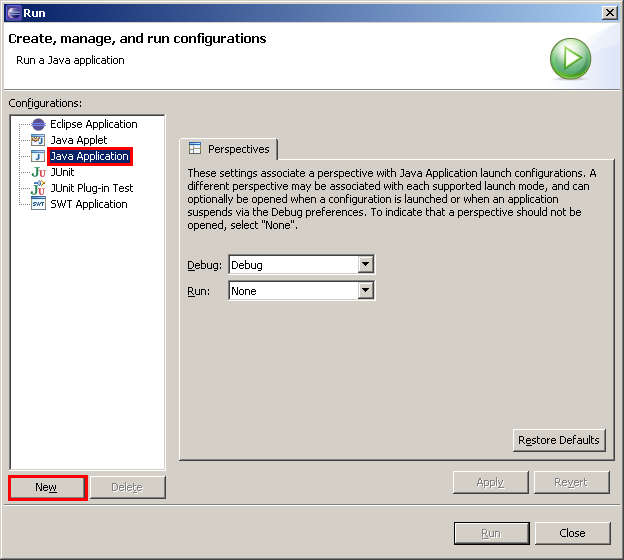 Run
Create, manage, and run configurations
Run a Java application
Configurations:
Eclipse Application
Java Applet
Java Application
JUnit
JUnit Plug-in Test
SWT Application
New
Delete
Perspectives
These settings associate a perspective with Java Application launch configurations. A
different perspective may be associated with each supported launch mode, and can
optionally be opened when a configuration is launched or when an application
suspends via the Debug preferences. To indicate that a perspective should not be
opened, select "None".
Debug: Debug
Run: None
Restore Defaults
Apply
Revert
Run
Close